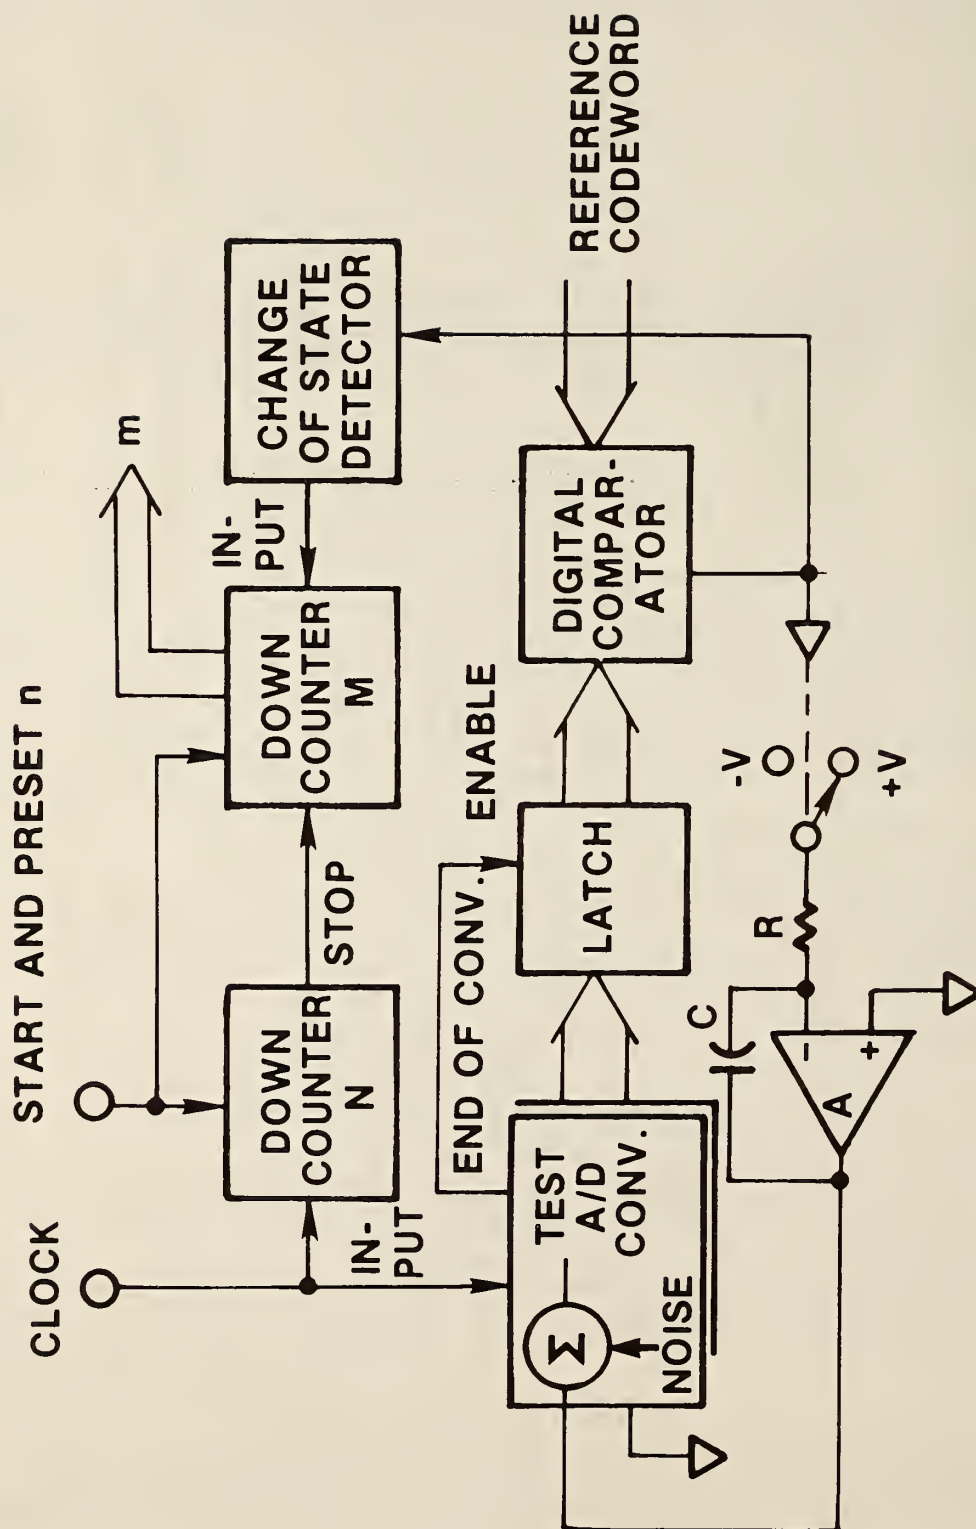 START AND PRESET n
CLOCK
m
DOWN
COUNTER
N
STOP
DOWN
COUNTER
M
IN-
PUT
CHANGE
OF STATE
DETECTOR
IN-
PUT
END OF CONV.
ENABLE
Σ
NOISE
TEST
A/D
CONV.
LATCH
DIGITAL
COMPAR-
ATOR
REFERENCE
CODEWORD
C
R
-V
+V
A
-
+